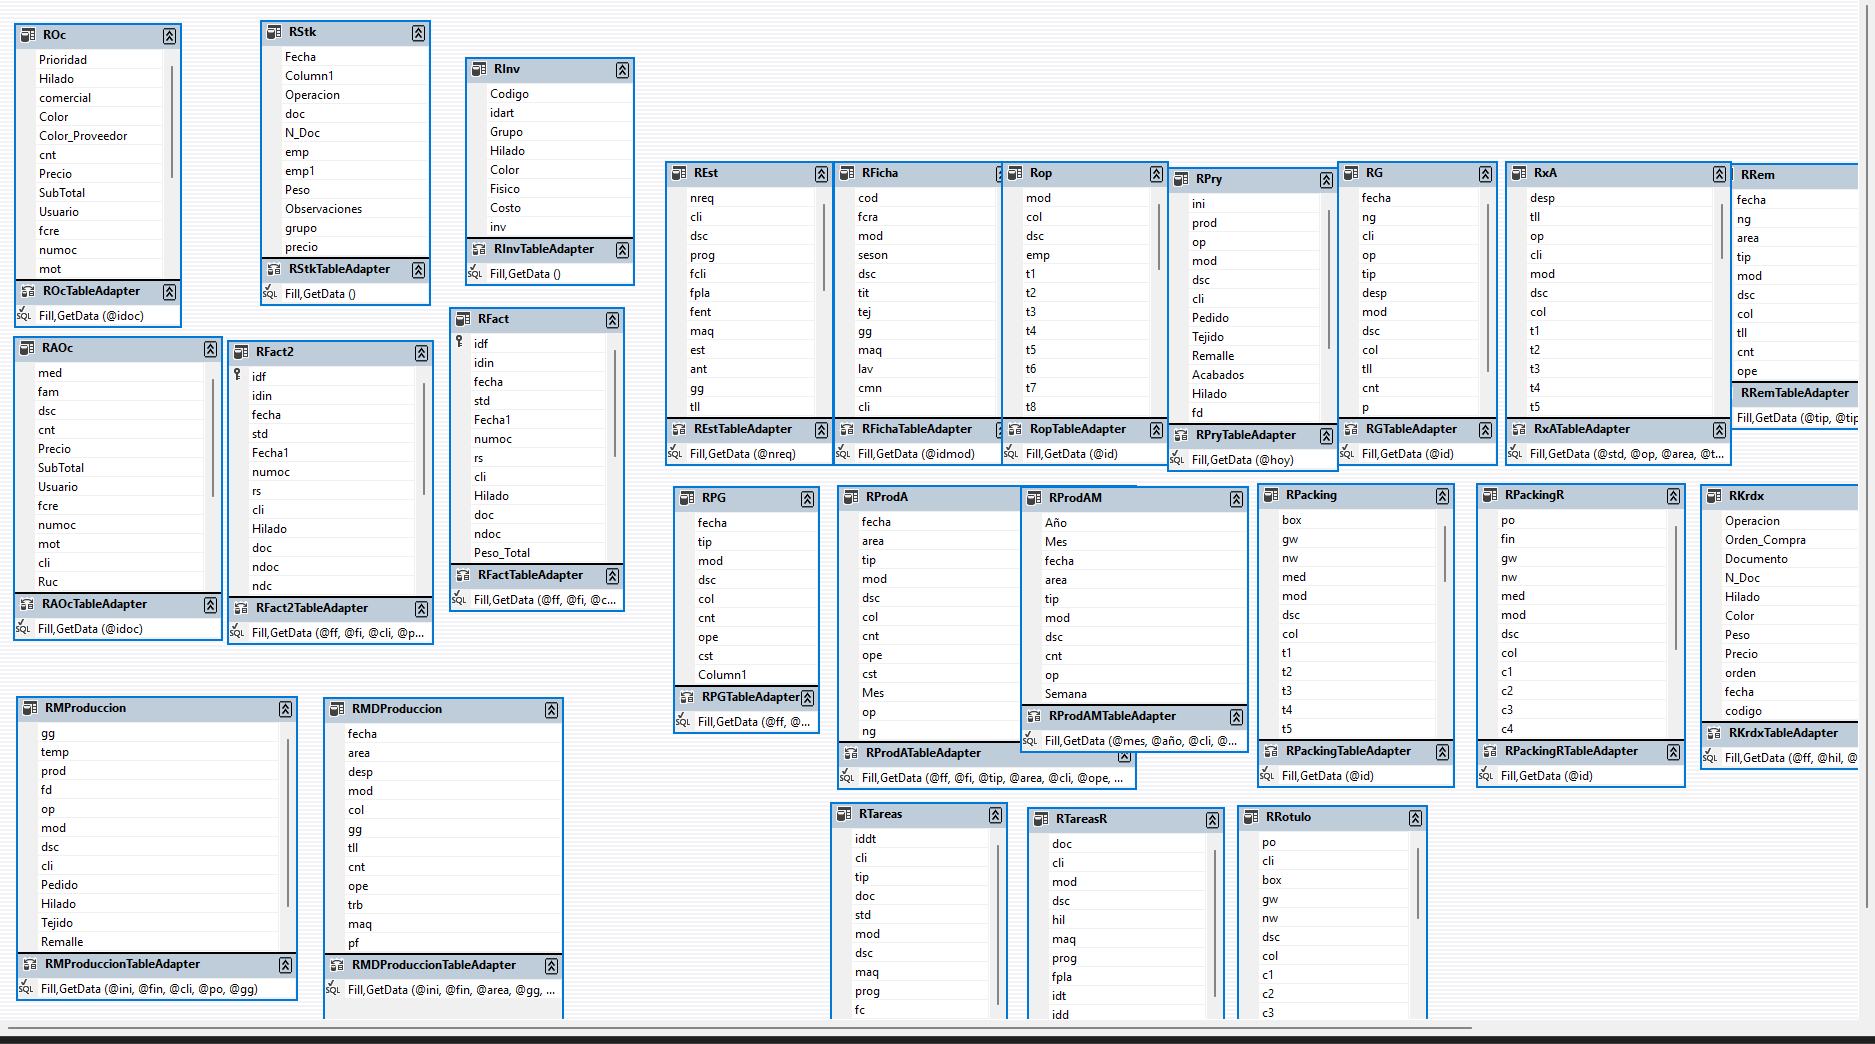 ROc
Prioridad
Hilado
comercial
Color
Color_Proveedor
cnt
Precio
SubTotal
Usuario
fcre
numoc
mot
ROcTableAdapter
SQL Fill,GetData (@idoc)
RStk
Fecha
Column1
Operacion
doc
N_Doc
emp
emp1
Peso
Observaciones
grupo
precio
RStkTableAdapter
SQL Fill,GetData ()
RInv
Codigo
idart
Grupo
Hilado
Color
Fisico
Costo
inv
RInvTableAdapter
SQL Fill,GetData ()
RAOc
med
fam
dsc
cnt
Precio
SubTotal
Usuario
fcre
numoc
mot
cli
Ruc
RAOcTableAdapter
SQL Fill,GetData (@idoc)
RFact2
idf
idin
fecha
std
Fecha1
numoc
rs
cli
Hilado
doc
ndoc
ndc
RFact2TableAdapter
SQL Fill,GetData (@ff, @fi, @cli, @p...
RFact
idf
idin
fecha
std
Fecha1
numoc
rs
cli
Hilado
doc
ndoc
Peso_Total
RFactTableAdapter
SQL Fill,GetData (@ff, @fi, @c...
REst
nreq
cli
dsc
prog
fcli
fpla
fent
maq
est
ant
gg
tll
REstTableAdapter
SQL Fill,GetData (@nreq)
RFicha
cod
fcra
mod
seson
dsc
tit
tej
gg
maq
lav
cmn
cli
RFichaTableAdapter
SQL Fill,GetData (@idmod)
Rop
mod
col
dsc
emp
t1
t2
t3
t4
t5
t6
t7
t8
RopTableAdapter
SQL Fill,GetData (@id)
RPry
ini
prod
op
mod
dsc
cli
Pedido
Tejido
Remalle
Acabados
Hilado
fd
RPryTableAdapter
SQL Fill,GetData (@hoy)
RG
fecha
ng
cli
op
tip
desp
mod
dsc
col
tll
cnt
p
RGTableAdapter
SQL Fill,GetData (@id)
RxA
desp
tll
op
cli
mod
dsc
col
t1
t2
t3
t4
t5
RxATableAdapter
SQL Fill,GetData (@std, @op, @area, @t...
RRem
fecha
ng
area
tip
mod
dsc
col
tll
cnt
ope
RRemTableAdapter
Fill,GetData (@tip, @tip
RPG
fecha
tip
mod
dsc
col
cnt
ope
cst
Column1
RPGTableAdapter
SQL Fill,GetData (@ff, @...
RProdA
fecha
area
tip
mod
dsc
col
cnt
ope
cst
Mes
op
ng
RProdATableAdapter
SQL Fill,GetData (@ff, @fi, @tip, @area, @cli, @ope, ...
RProdAM
Año
Mes
fecha
area
tip
mod
dsc
cnt
op
Semana
RProdAMTableAdapter
SQL Fill,GetData (@mes, @año, @cli, @...
RPacking
box
gw
nw
med
mod
dsc
col
t1
t2
t3
t4
t5
RPackingTableAdapter
SQL Fill,GetData (@id)
RPackingR
po
fin
gw
nw
med
mod
dsc
col
c1
c2
c3
c4
RPackingRTableAdapter
SQL Fill,GetData (@id)
RKrdx
Operacion
Orden_Compra
Documento
N_Doc
Hilado
Color
Peso
Precio
orden
fecha
codigo
RKrdxTableAdapter
SQL Fill,GetData (@ff, @hil, @
RMProduccion
gg
temp
prod
fd
op
mod
dsc
cli
Pedido
Hilado
Tejido
Remalle
RMProduccionTableAdapter
SQL Fill,GetData (@ini, @fin, @cli, @po, @gg)
RMDProduccion
fecha
area
desp
mod
col
gg
tll
cnt
ope
trb
maq
pf
RMDProduccionTableAdapter
SQL Fill,GetData (@ini, @fin, @area, @gg, ...
RTareas
iddt
cli
tip
doc
std
mod
dsc
maq
prog
fc
RTareasR
doc
cli
mod
dsc
hil
maq
prog
fpla
idt
idd
RRotulo
po
cli
box
gw
nw
dsc
col
c1
c2
c3